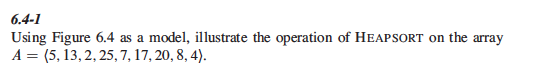 6.4-1
Using Figure 6.4 as a model, illustrate the operation of HEAPSORT on the array
A = ⟨5, 13, 2, 25, 7, 17, 20, 8, 4⟩.